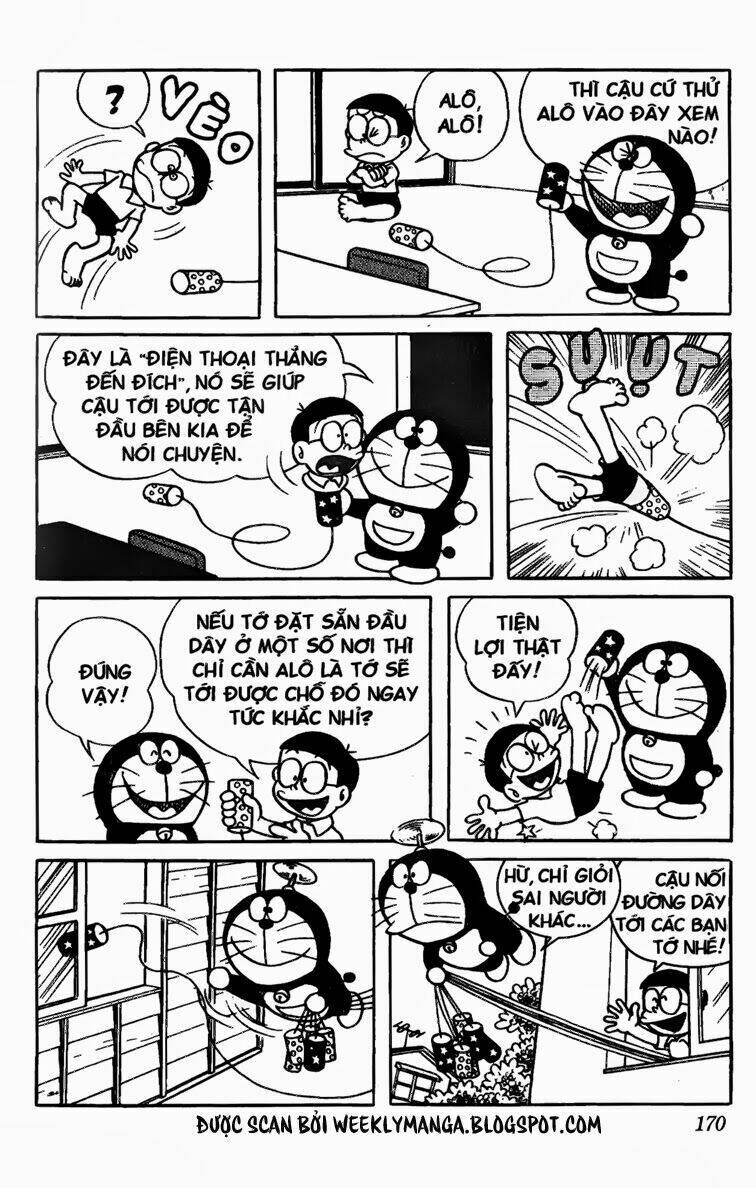 ?
VÈO
ALÔ,
ALÔ!
THÌ CẬU CỨ THỬ
ALÔ VÀO ĐÂY XEM
NÀO!
ĐÂY LÀ "ĐIỆN THOẠI THẲNG
ĐẾN ĐÍCH", NÓ SẼ GIÚP
CẬU TỚI ĐƯỢC TẬN
ĐẦU BÊN KIA ĐỂ
NÓI CHUYỆN.
SUỤT
ĐÚNG
VẬY!
NẾU TỚ ĐẶT SẴN ĐẦU
DÂY Ở MỘT SỐ NƠI THÌ
CHỈ CẦN ALÔ LÀ TỚ SẼ
TỚI ĐƯỢC CHỖ ĐÓ NGAY
TỨC KHẮC NHỈ?
TIỆN
LỢI THẬT
ĐẤY!
HỪ, CHỈ GIỎI
SAI NGƯỜI
KHÁC...
CẬU NỐI
ĐƯỜNG DÂY
TỚI CÁC BẠN
TỚ NHÉ!
ĐƯỢC SCAN BỞI WEEKLYMANGA.BLOGSPOT.COM
170